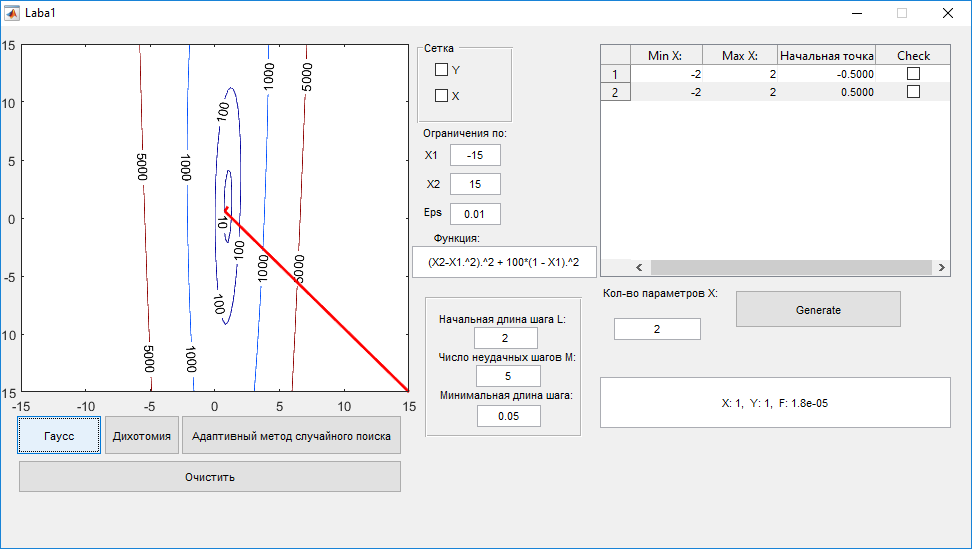 Laba1
15
10
5
0
-5
10
15
-15
-10
-5
0
5
10
15
5000
1000
100
1000
5000
5000
1000
10
100
1000
5000
100
5000
1000
Сетка
Y
X
Ограничения по:
X1
-15
X2
15
Eps
0.01
Функция:
(X2-X1.^2).^2 + 100*(1 - X1).^2
Начальная длина шага L:
2
Число неудачных шагов M:
5
Минимальная длина шага:
0.05
Min X: Max X: Начальная точка Check
1 -2 2 -0.5000
2 -2 2 0.5000
Кол-во параметров X:
2
Generate
X: 1, Y: 1, F: 1.8e-05
Гаусс
Дихотомия
Адаптивный метод случайного поиска
Очистить